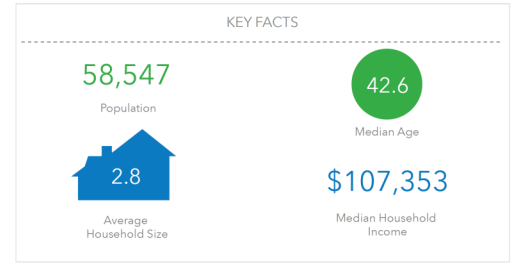 KEY FACTS
58,547
Population
42.6
Median Age
2.8
Average
Household Size
$107,353
Median Household
Income